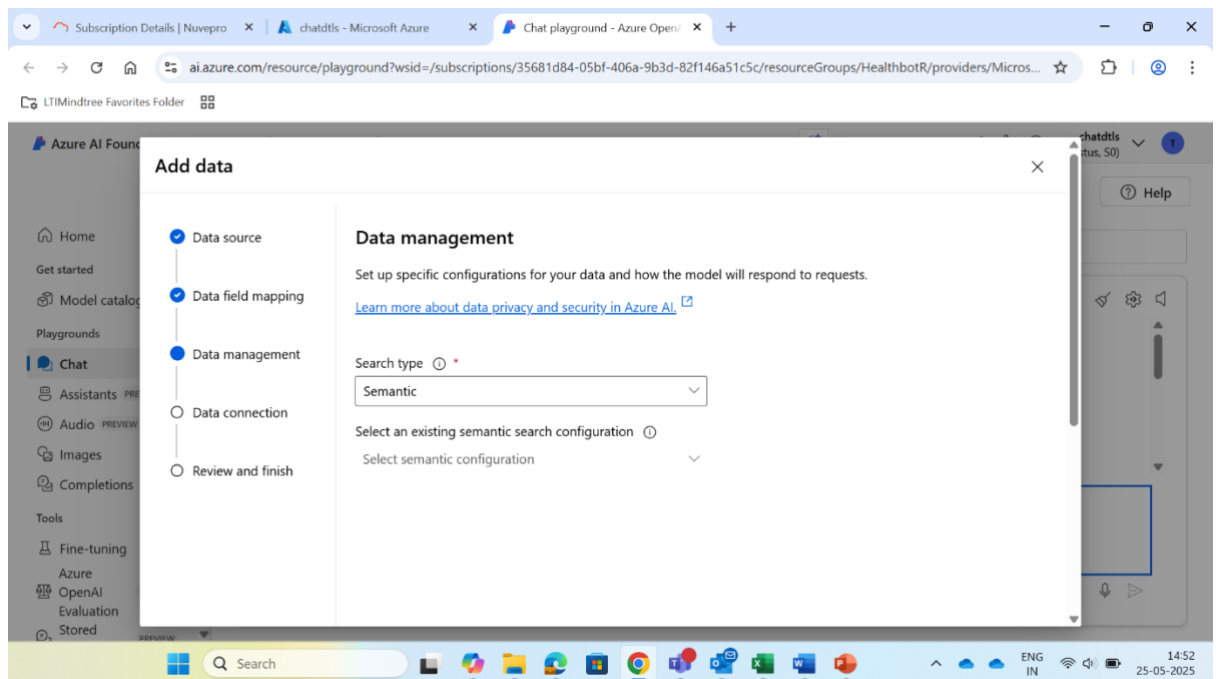 Subscription Details | Nuvepro
chatdtls - Microsoft Azure
Chat playground - Azure Open
ai.azure.com/resource/playground?wsid=/subscriptions/35681d84-05bf-406a-9b3d-82f146a51c5c/resourceGroups/HealthbotR/providers/Micros...
LTIMindtree Favorites Folder
Azure AI Foun
chatdtls
tus, S0)
T
Help
Add data
Home
Get started
Model catalog
Playgrounds
Chat
Assistants PRE
Audio PREVIEW
Images
Completions
Tools
Fine-tuning
Azure
OpenAI
Evaluation
Stored
PREVIEW
Data source
Data field mapping
Data management
Data connection
Review and finish
Data management
Set up specific configurations for your data and how the model will respond to requests.
Learn more about data privacy and security in Azure AI.
Search type *
Semantic
Select an existing semantic search configuration
Select semantic configuration
Search
ENG
IN
14:52
25-05-2025